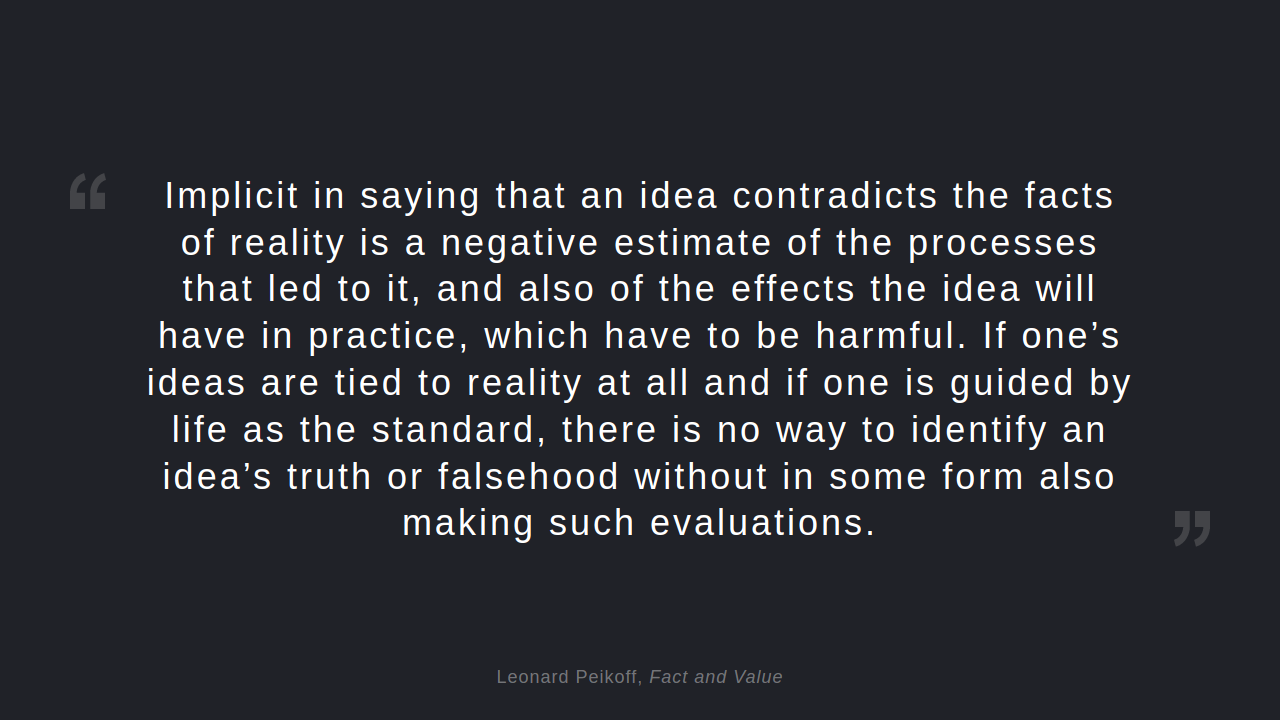 “ Implicit in saying that an idea contradicts the facts
of reality is a negative estimate of the processes
that led to it, and also of the effects the idea will
have in practice, which have to be harmful. If one’s
ideas are tied to reality at all and if one is guided by
life as the standard, there is no way to identify an
idea’s truth or falsehood without in some form also
making such evaluations. ”
Leonard Peikoff, Fact and Value